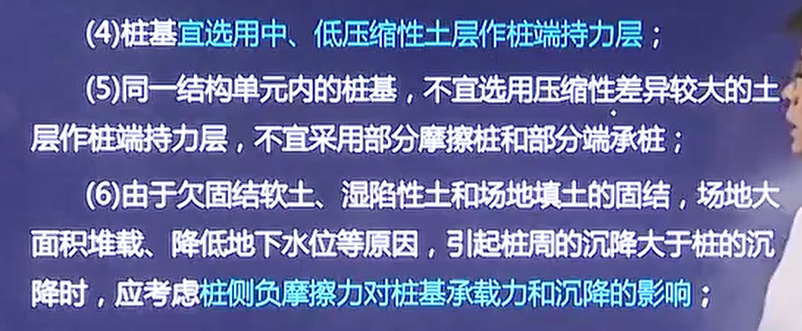 (4)桩基宜选用中、低压缩性土层作桩端持力层；
(5)同一结构单元内的桩基，不宜选用压缩性差异较大的土
层作桩端持力层，不宜采用部分摩擦桩和部分端承桩；
(6)由于欠固结软土、湿陷性土和场地填土的固结，场地大
面积堆载、降低地下水位等原因，引起桩周的沉降大于桩的沉
降时，应考虑桩侧负摩擦力对桩基承载力和沉降的影响；